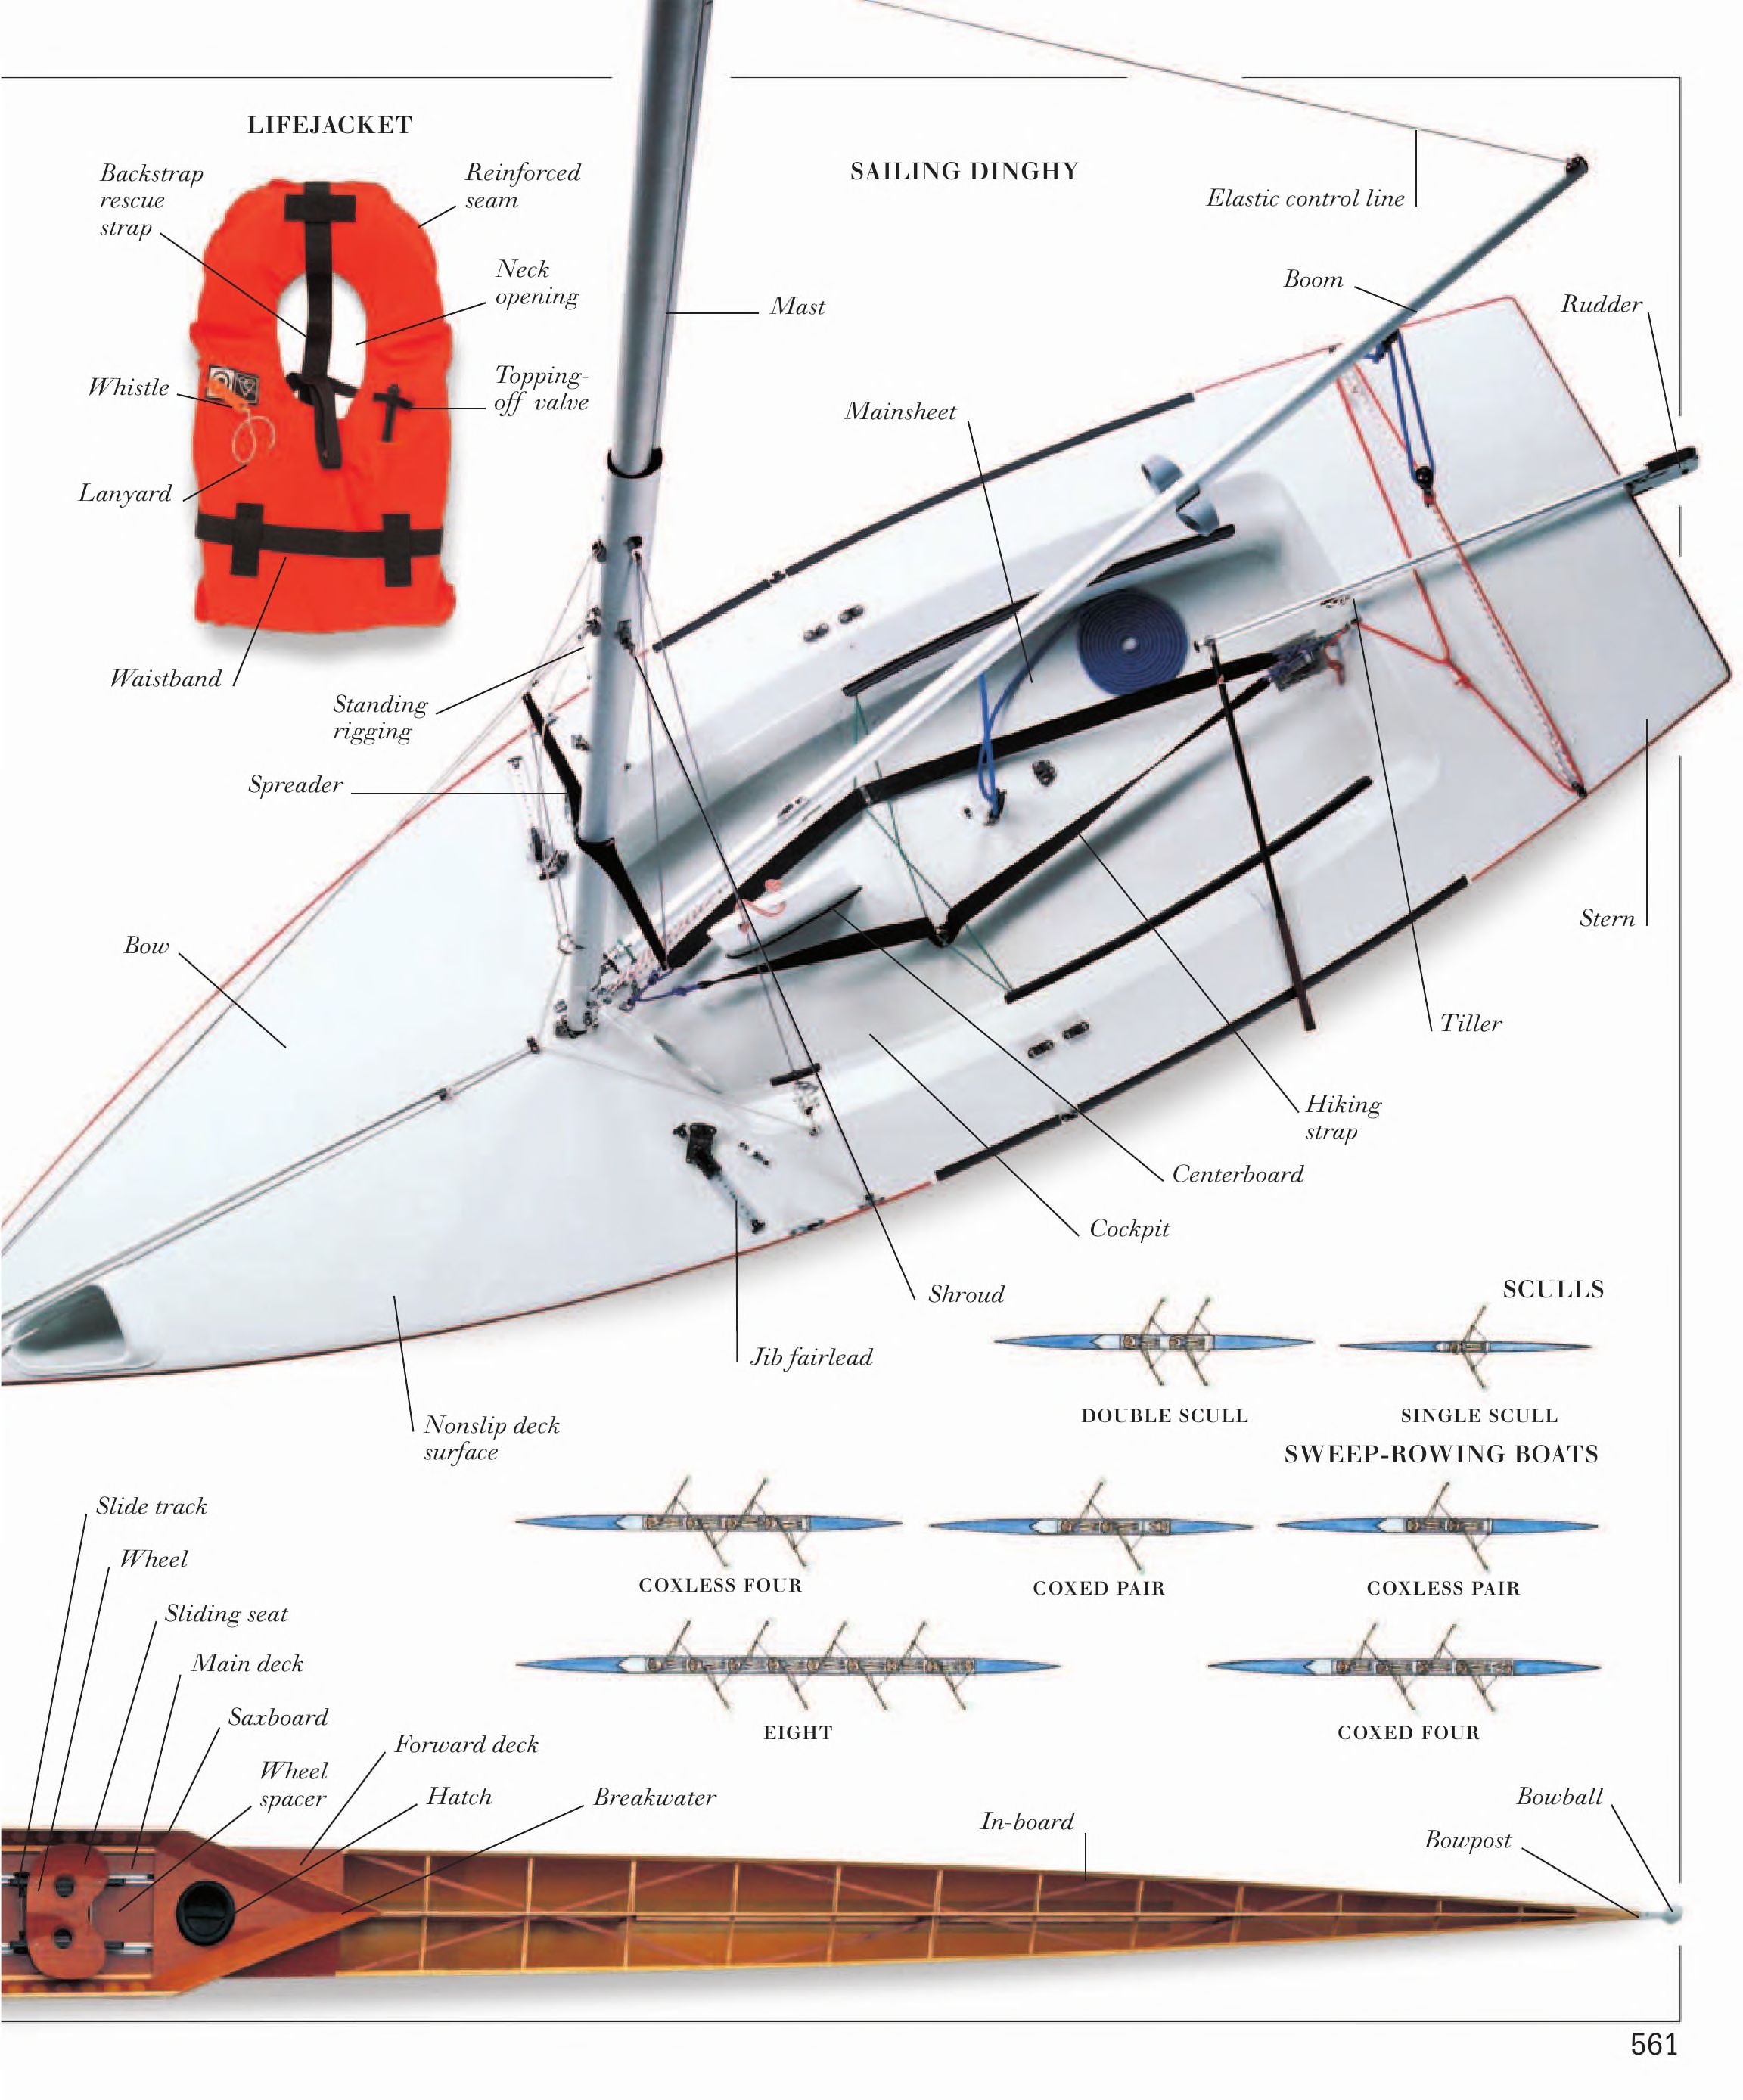 LIFEJACKET
Backstrap
rescue
strap
Reinforced
seam
Neck
opening
Whistle
Topping-
off valve
Lanyard
Waistband
SAILING DINGHY
Elastic control line
Boom
Rudder
Mast
Mainsheet
Standing
rigging
Spreader
Bow
Stern
Tiller
Hiking
strap
Centerboard
Cockpit
Shroud
Jib fairlead
Nonslip deck
surface
SCULLS
DOUBLE SCULL
SINGLE SCULL
SWEEP-ROWING BOATS
COXLESS FOUR
COXED PAIR
COXLESS PAIR
EIGHT
COXED FOUR
Slide track
Wheel
Sliding seat
Main deck
Saxboard
Wheel
spacer
Forward deck
Hatch
Breakwater
In-board
Bowball
Bowpost
561